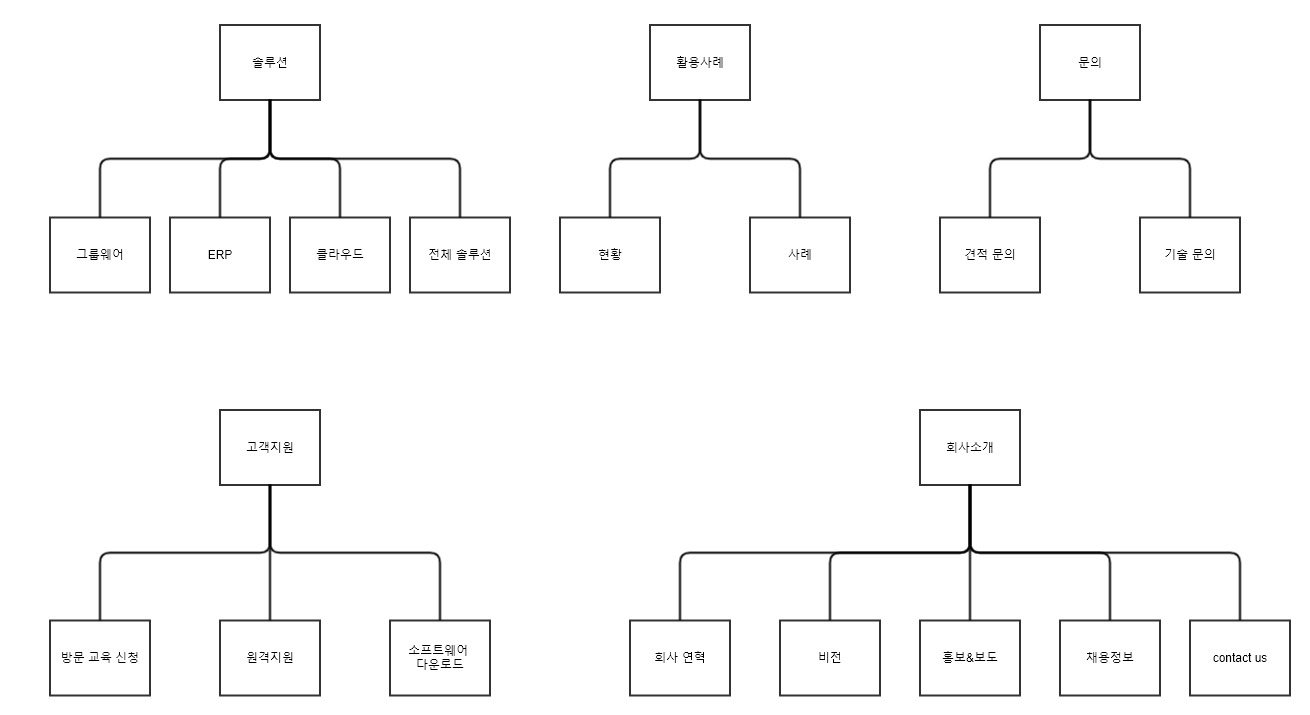 솔루션
활용사례
문의
그룹웨어
ERP
클라우드
전체 솔루션
현황
사례
견적 문의
기술 문의
고객지원
회사소개
방문 교육 신청
원격지원
소프트웨어
다운로드
회사 연혁
비전
홍보&보도
채용정보
contact us